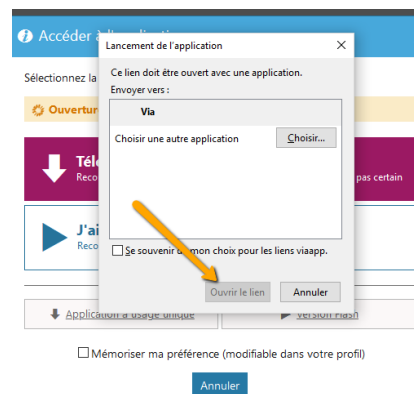 Accéder à l'application
Lancement de l'application
Ce lien doit être ouvert avec une application.
Envoyer vers :
Via
Choisir une autre application
Choisir...
Se souvenir de mon choix pour les liens viaapp.
Ouvrir le lien
Annuler
Sélectionnez la
Ouvertur
Tél
Reco
pas certain
J'ai
Reco
Application à usage unique
Version Flash
Mémoriser ma préférence (modifiable dans votre profil)
Annuler